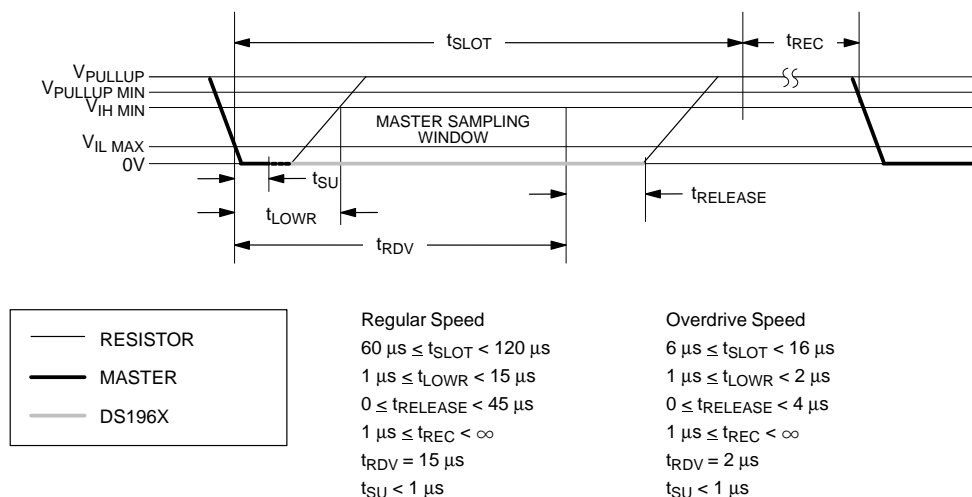 tSLOT
tREC
VPULLUP
VPULLUP MIN
VIH MIN
MASTER SAMPLING
WINDOW
VIL MAX
0V
tSU
tRELEASE
tLOWR
tRDV
RESISTOR
MASTER
DS196X
Regular Speed
60 µs ≤ tSLOT < 120 µs
1 µs ≤ tLOWR < 15 µs
0 ≤ tRELEASE < 45 µs
1 µs ≤ tREC < ∞
tRDV = 15 µs
tSU < 1 µs
Overdrive Speed
6 µs ≤ tSLOT < 16 µs
1 µs ≤ tLOWR < 2 µs
0 ≤ tRELEASE < 4 µs
1 µs ≤ tREC < ∞
tRDV = 2 µs
tSU < 1 µs